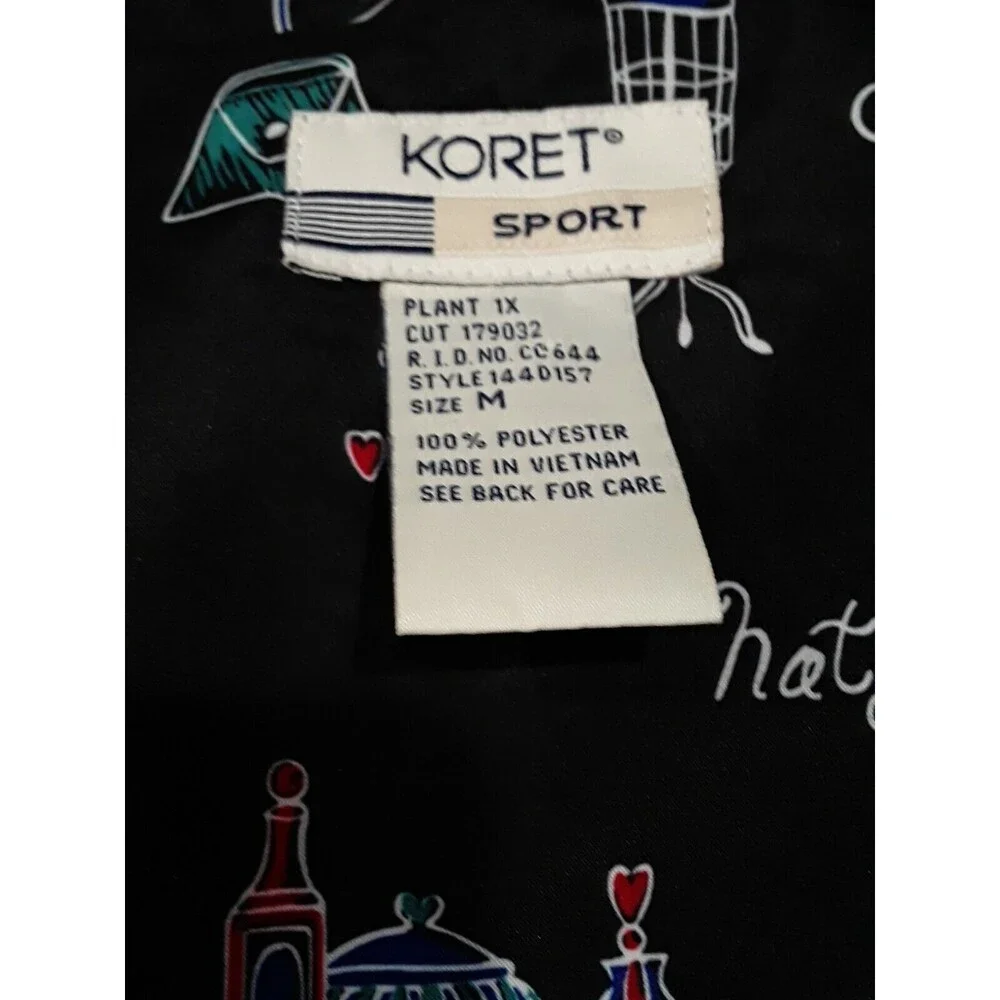 KORET®
SPORT
PLANT 1X
CUT 179032
R.I.D.NO. CC644
STYLE 1440157
SIZE M
100% POLYESTER
MADE IN VIETNAM
SEE BACK FOR CARE